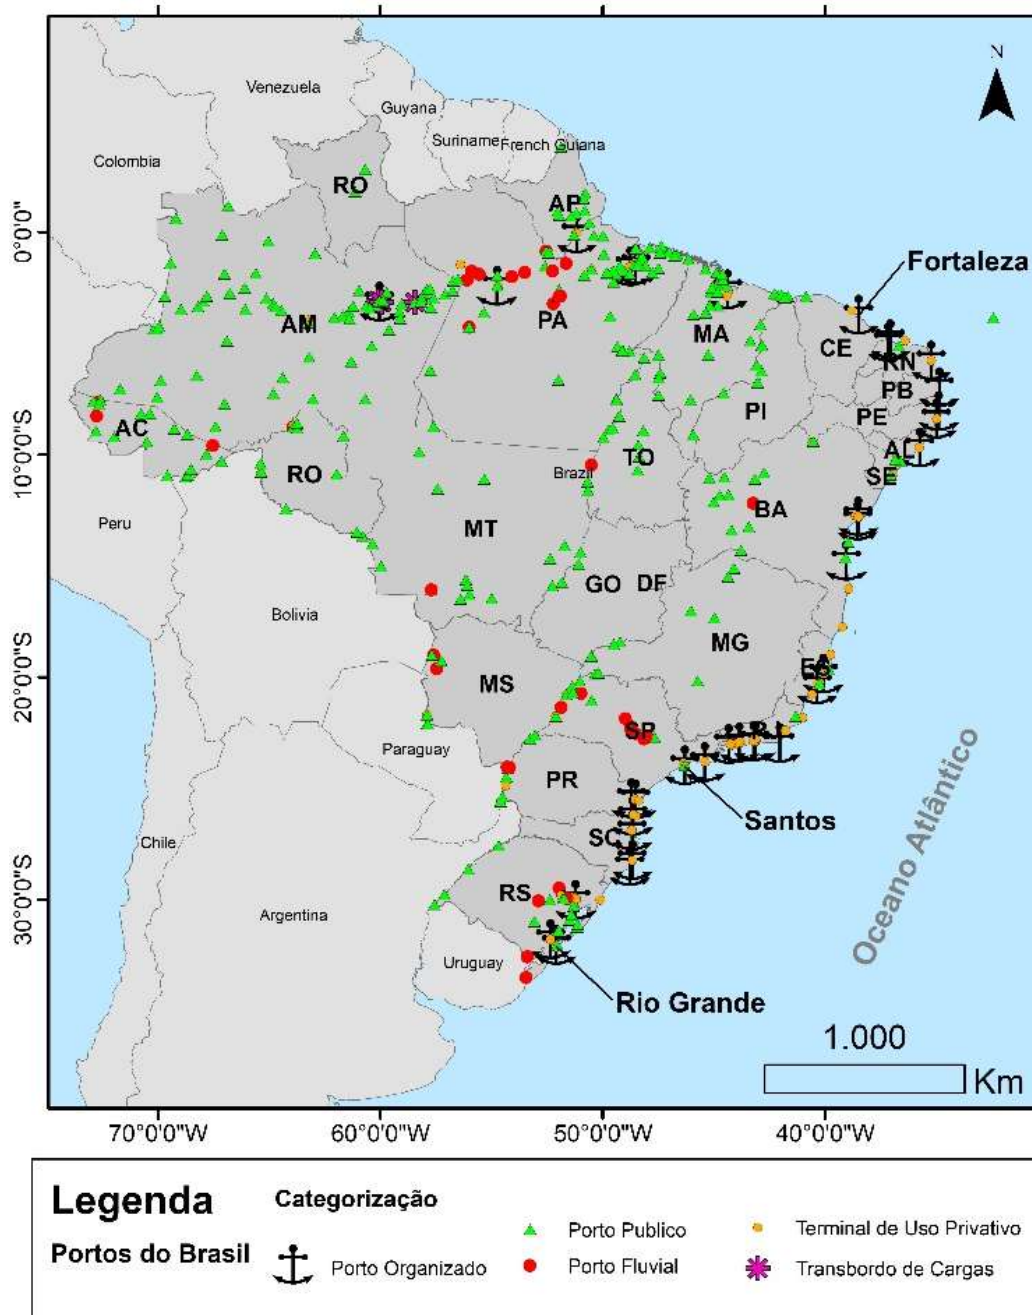 N
Venezuela
Guyana
Suriname
French Guiana
Colombia
RO
AP
0°0'0"
Fortaleza
AM
PA
MA
CE
RN
PB
PI
PE
AC
AL
10°0'0"S
RO
TO
Brazil
SE
BA
Peru
MT
GO
DF
Bolivia
MG
ES
20°0'0"S
MS
SP
Paraguay
PR
Santos
Oceano Atlântico
SC
Chile
RS
30°0'0"S
Argentina
Uruguay
Rio Grande
1.000
Km
70°0'0"W
60°0'0"W
50°0'0"W
40°0'0"W
Legenda
Categorização
Portos do Brasil
Porto Organizado
Porto Publico
Porto Fluvial
Terminal de Uso Privativo
Transbordo de Cargas